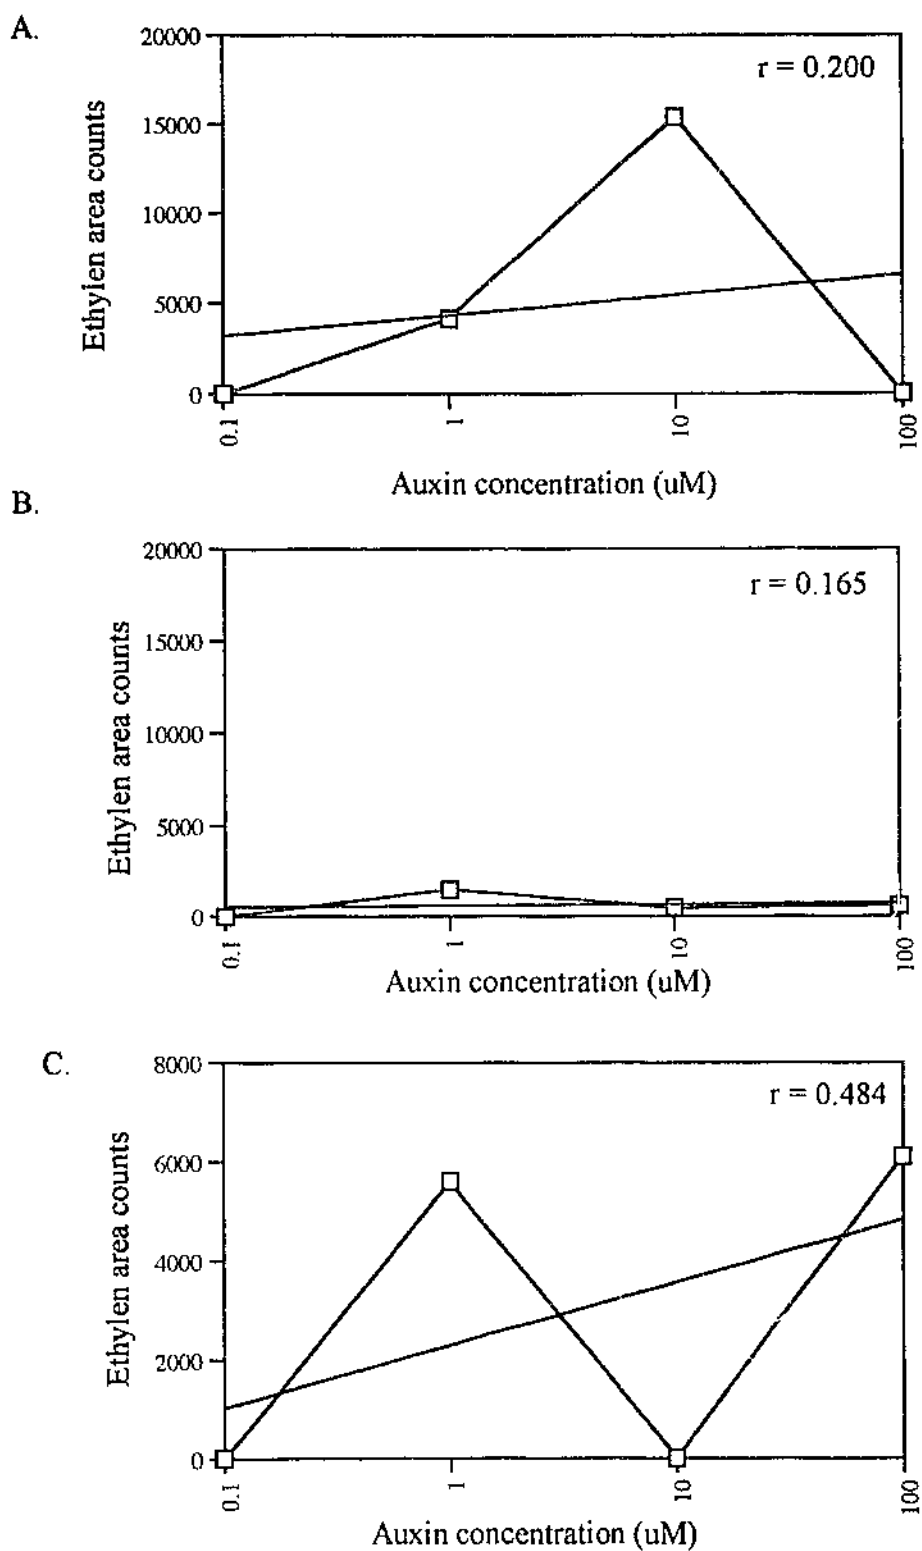 A.
20000
r = 0.200
15000
10000
5000
0
Ethylen area counts
0.1
1
10
100
Auxin concentration (uM)
B.
20000
r = 0.165
15000
10000
5000
0
Ethylen area counts
0.1
1
10
100
Auxin concentration (uM)
C.
8000
r = 0.484
6000
4000
2000
0
Ethylen area counts
0.1
1
10
100
Auxin concentration (uM)